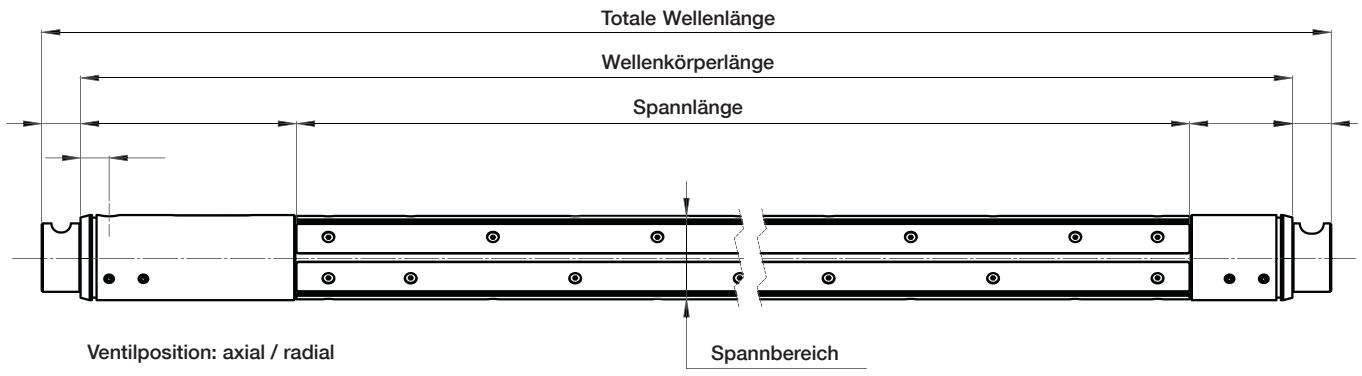 Totale Wellenlänge
Wellenkörperlänge
Spannlänge
Ventilposition: axial / radial
Spannbereich